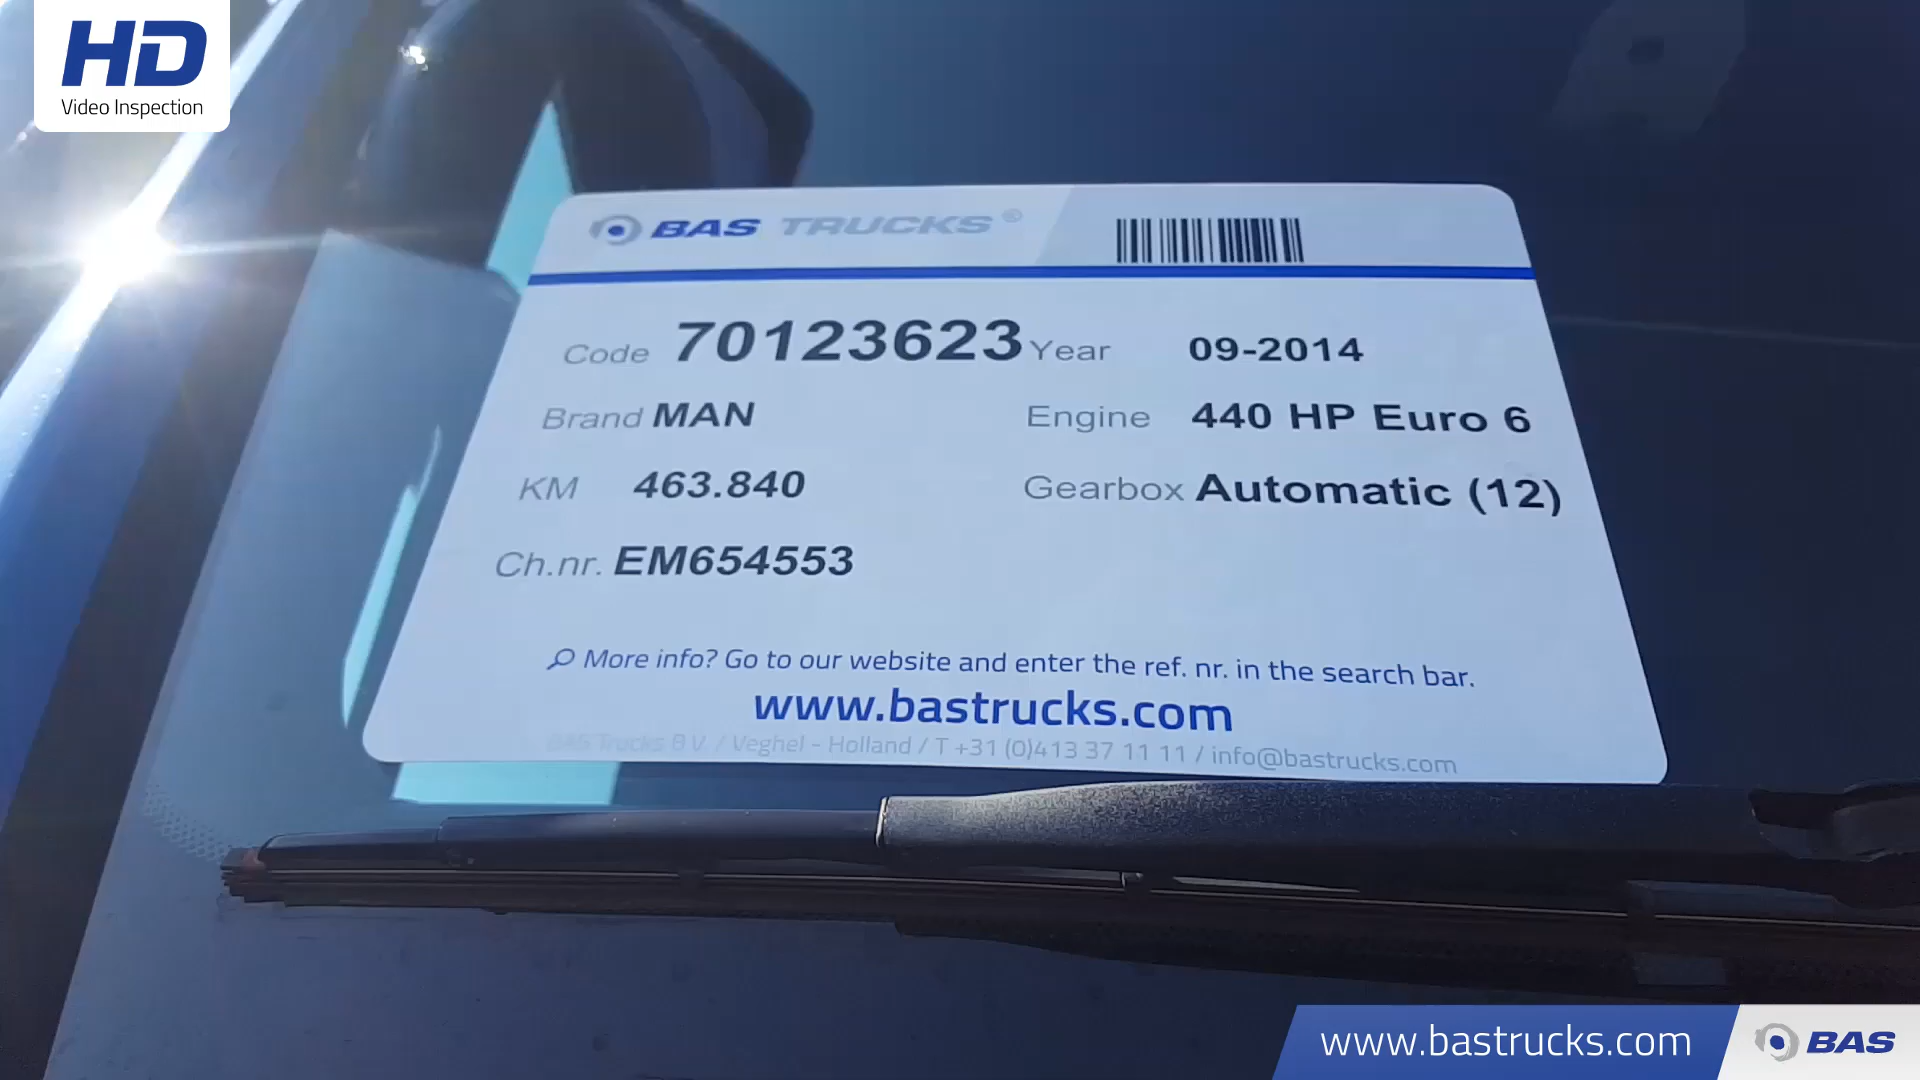 HD
Video Inspection
BAS TRUCKS®
Code 70123623 Year 09-2014
Brand MAN Engine 440 HP Euro 6
KM 463.840 Gearbox Automatic (12)
Ch.nr. EM654553
More info? Go to our website and enter the ref. nr. in the search bar.
www.bastrucks.com
BAS Trucks B.V. / Veghel - Holland / T +31 (0)413 37 11 11 / info@bastrucks.com
www.bastrucks.com BAS